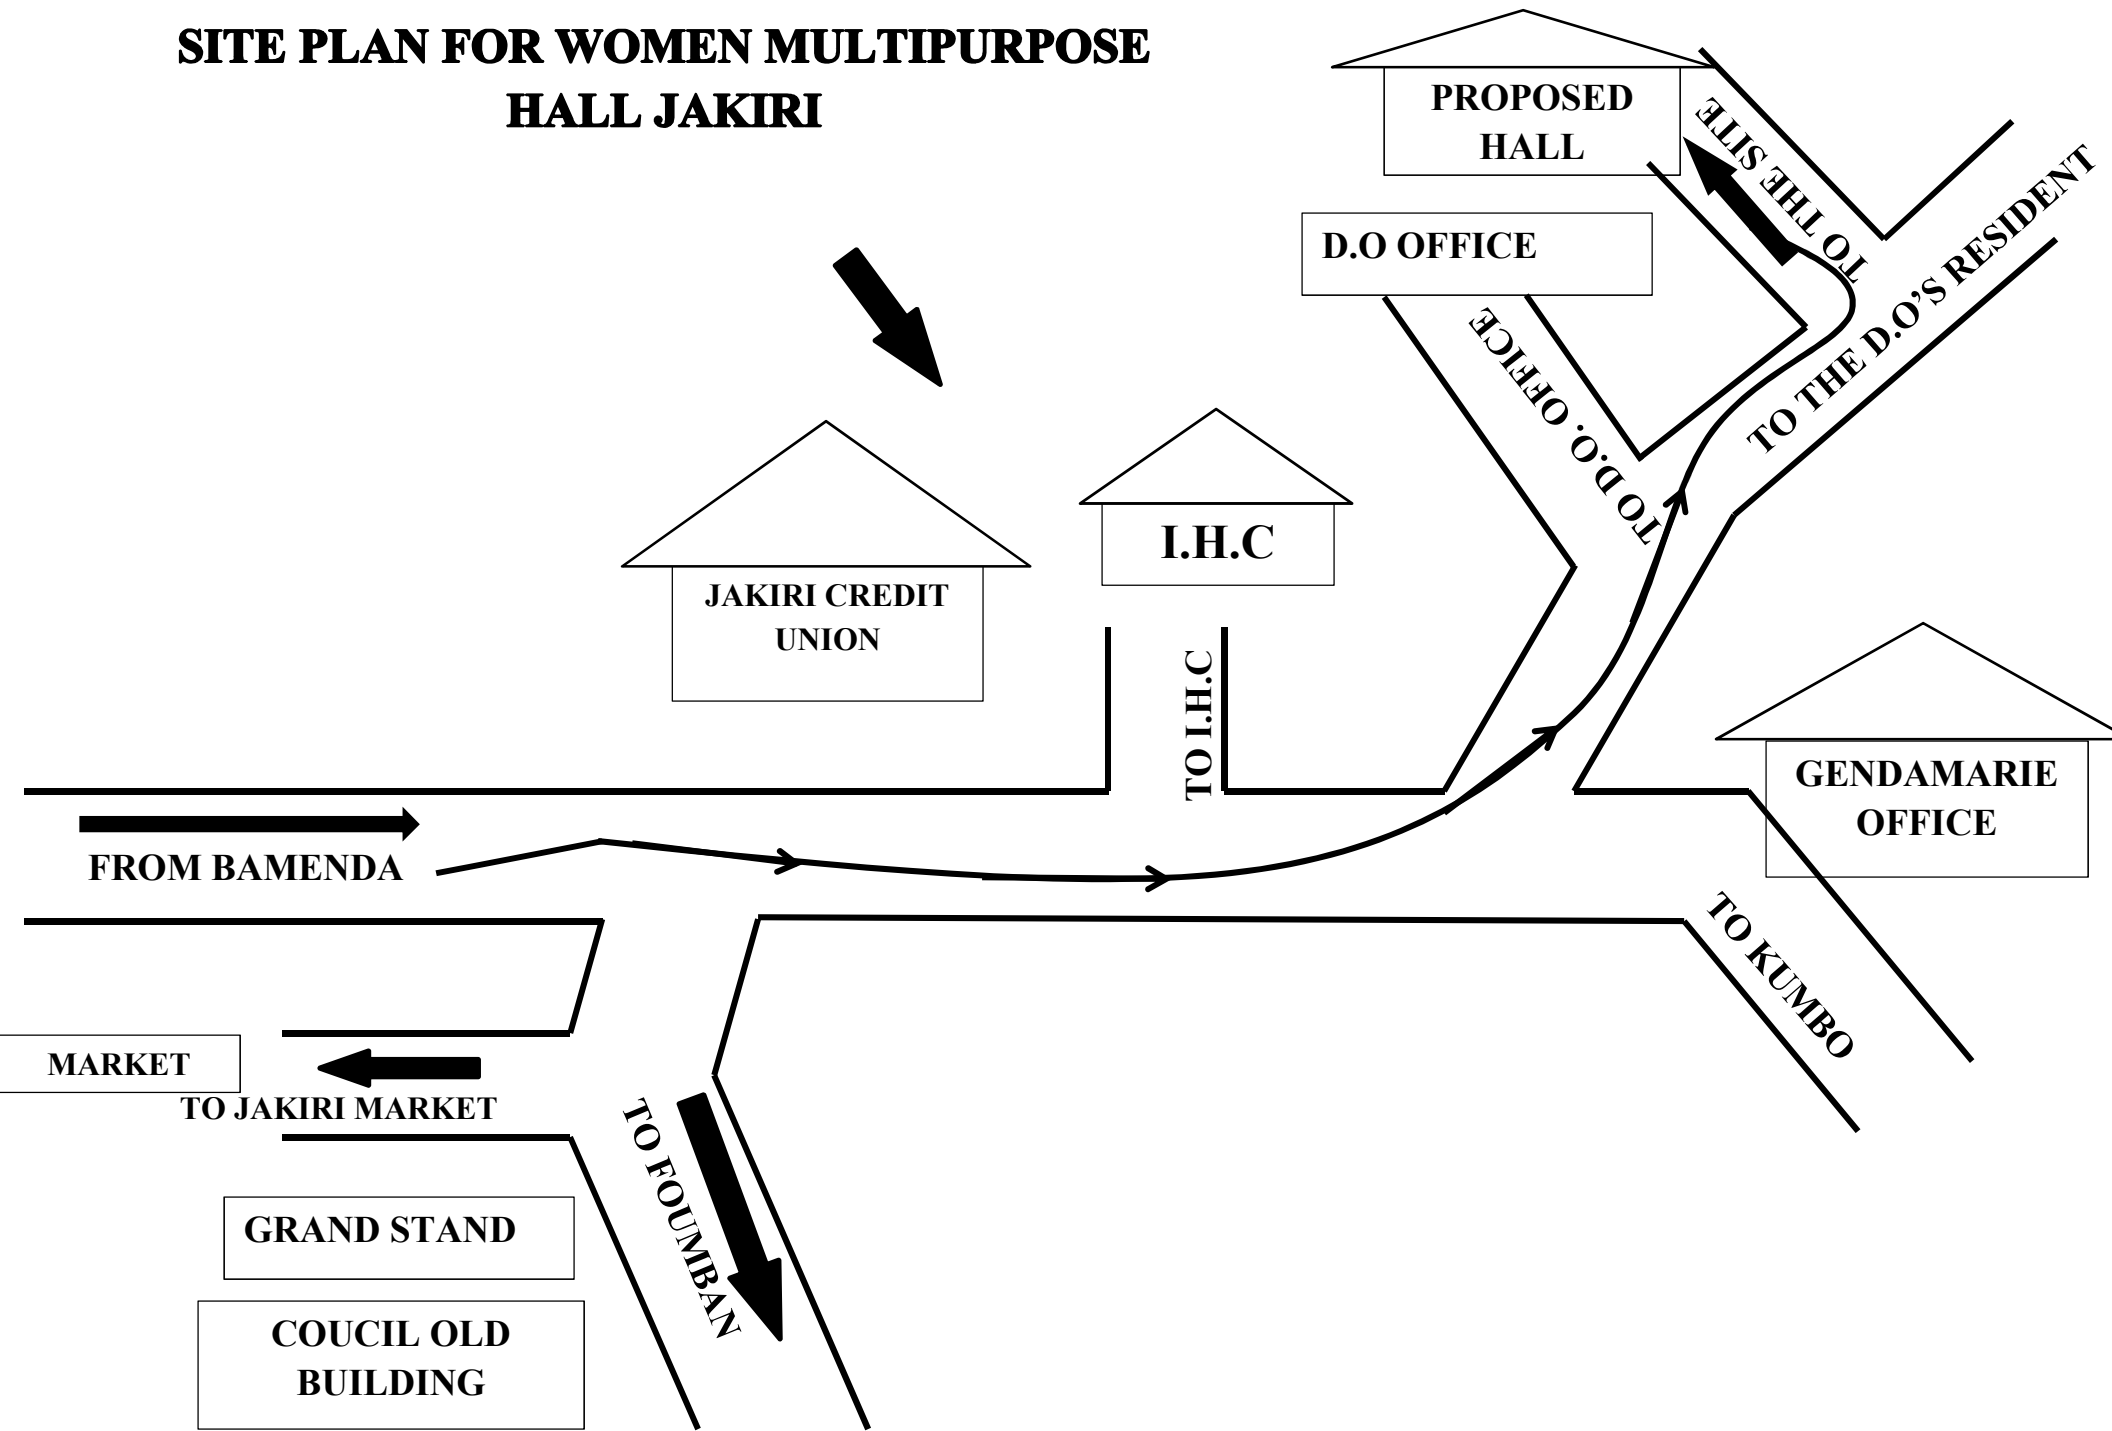 SITE PLAN FOR WOMEN MULTIPURPOSE
HALL JAKIRI
PROPOSED
HALL
TO THE SITE
D.O OFFICE
TO THE D.O’S RESIDENT
TO D.O. OFFICE
I.H.C
JAKIRI CREDIT
UNION
TO I.H.C
GENDAMARIE
OFFICE
FROM BAMENDA
TO KUMBO
MARKET
TO JAKIRI MARKET
TO FOUMBAN
GRAND STAND
COUCIL OLD
BUILDING